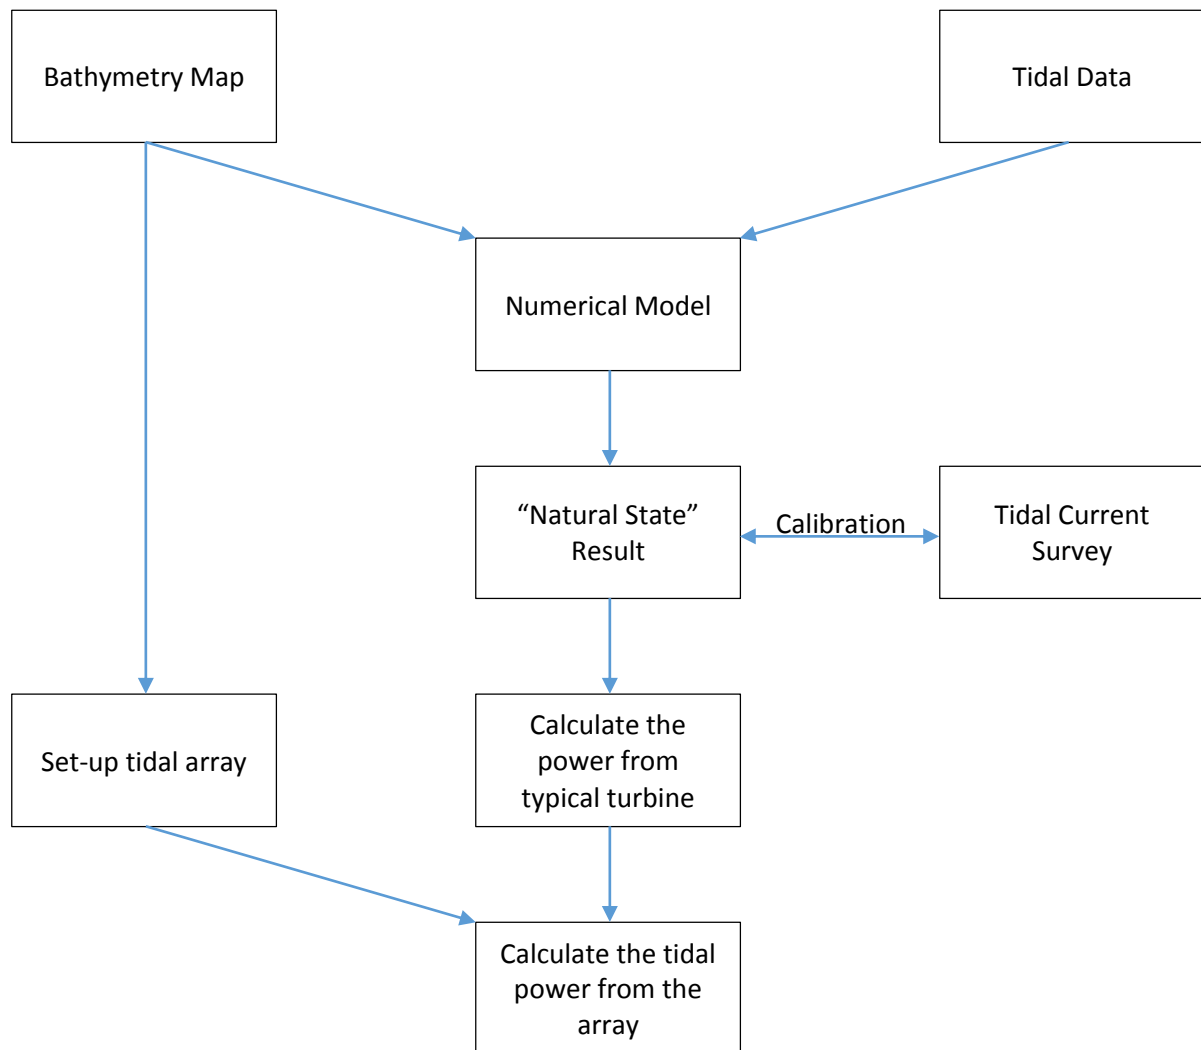 Bathymetry Map
Tidal Data
Numerical Model
“Natural State”
Result
Calibration
Tidal Current
Survey
Set-up tidal array
Calculate the
power from
typical turbine
Calculate the tidal
power from the
array